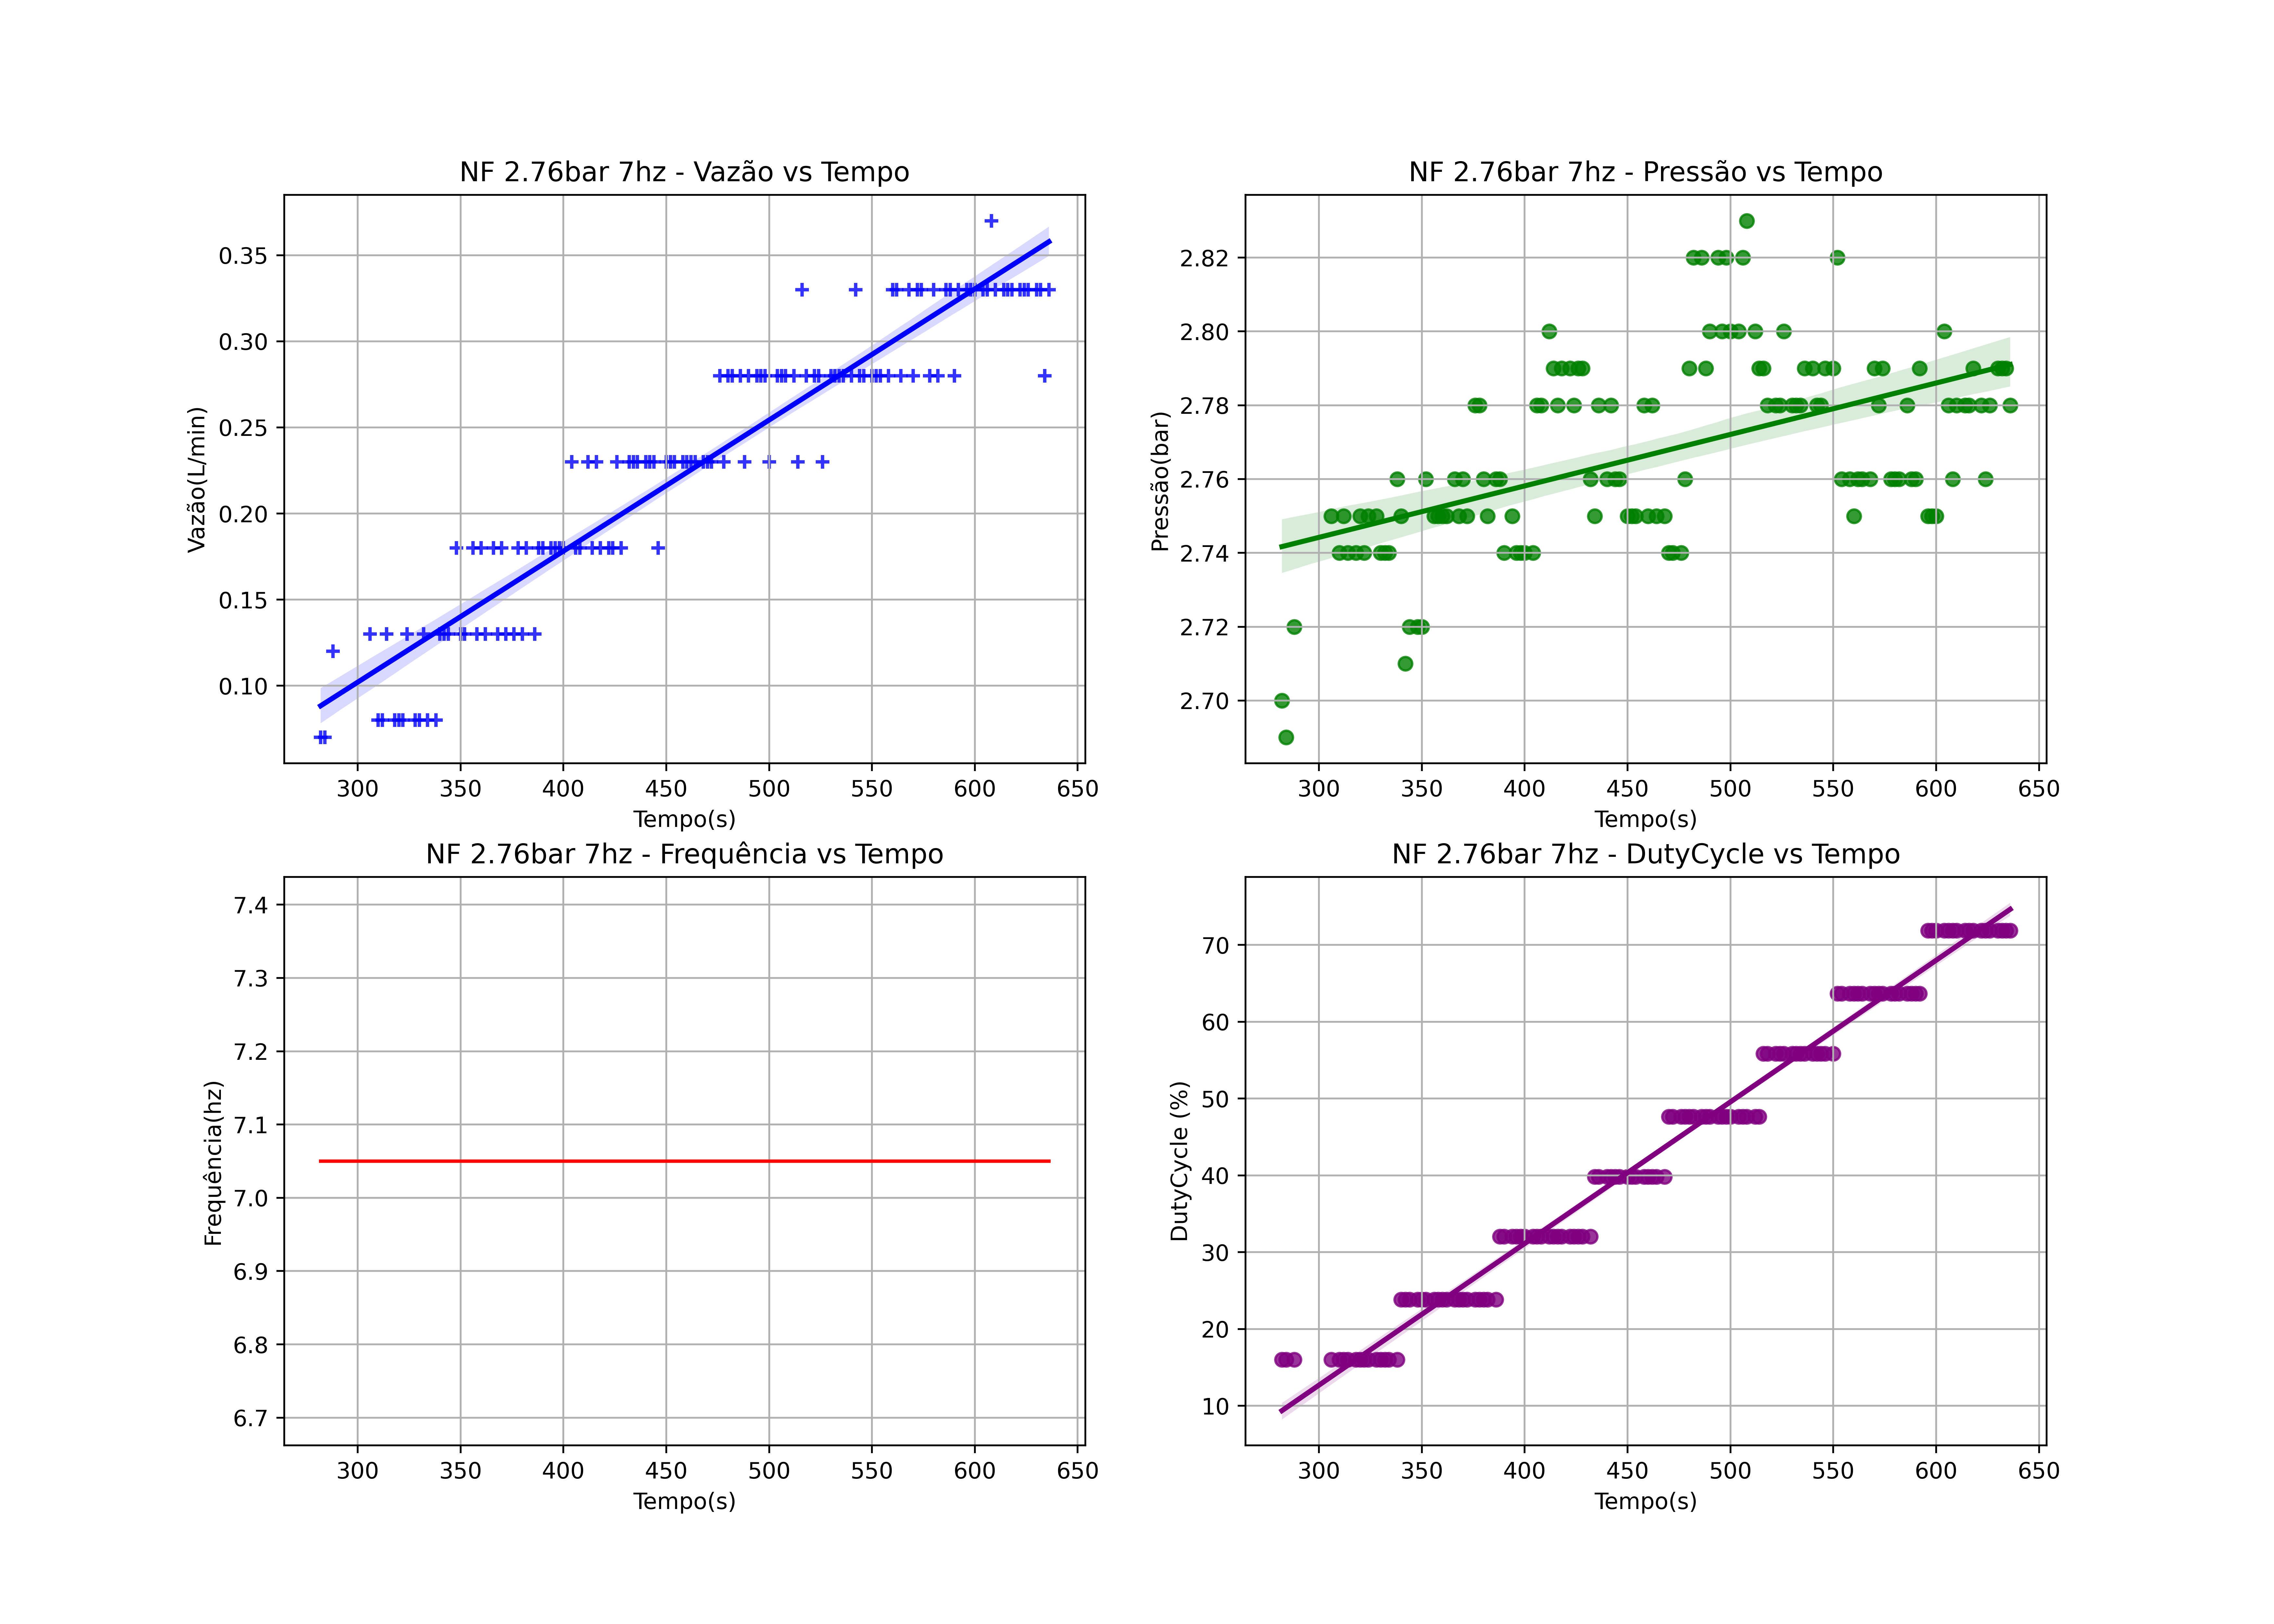 NF 2.76bar 7hz - Vazão vs Tempo
Vazão(L/min)
0.35
0.30
0.25
0.20
0.15
0.10
300 350 400 450 500 550 600 650
Tempo(s)
NF 2.76bar 7hz - Pressão vs Tempo
Pressão(bar)
2.82
2.80
2.78
2.76
2.74
2.72
2.70
300 350 400 450 500 550 600 650
Tempo(s)
NF 2.76bar 7hz - Frequência vs Tempo
Frequência(hz)
7.4
7.3
7.2
7.1
7.0
6.9
6.8
6.7
300 350 400 450 500 550 600 650
Tempo(s)
NF 2.76bar 7hz - DutyCycle vs Tempo
DutyCycle (%)
70
60
50
40
30
20
10
300 350 400 450 500 550 600 650
Tempo(s)